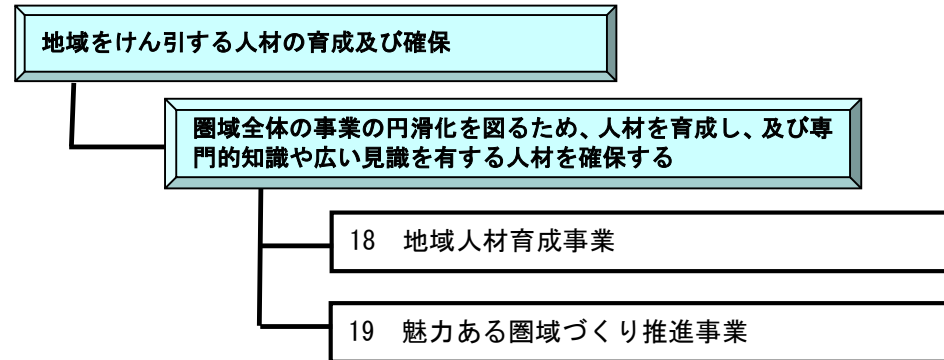 地域をけん引する人材の育成及び確保
圏域全体の事業の円滑化を図るため、人材を育成し、及び専
門的知識や広い見識を有する人材を確保する
18　地域人材育成事業
19　魅力ある圏域づくり推進事業